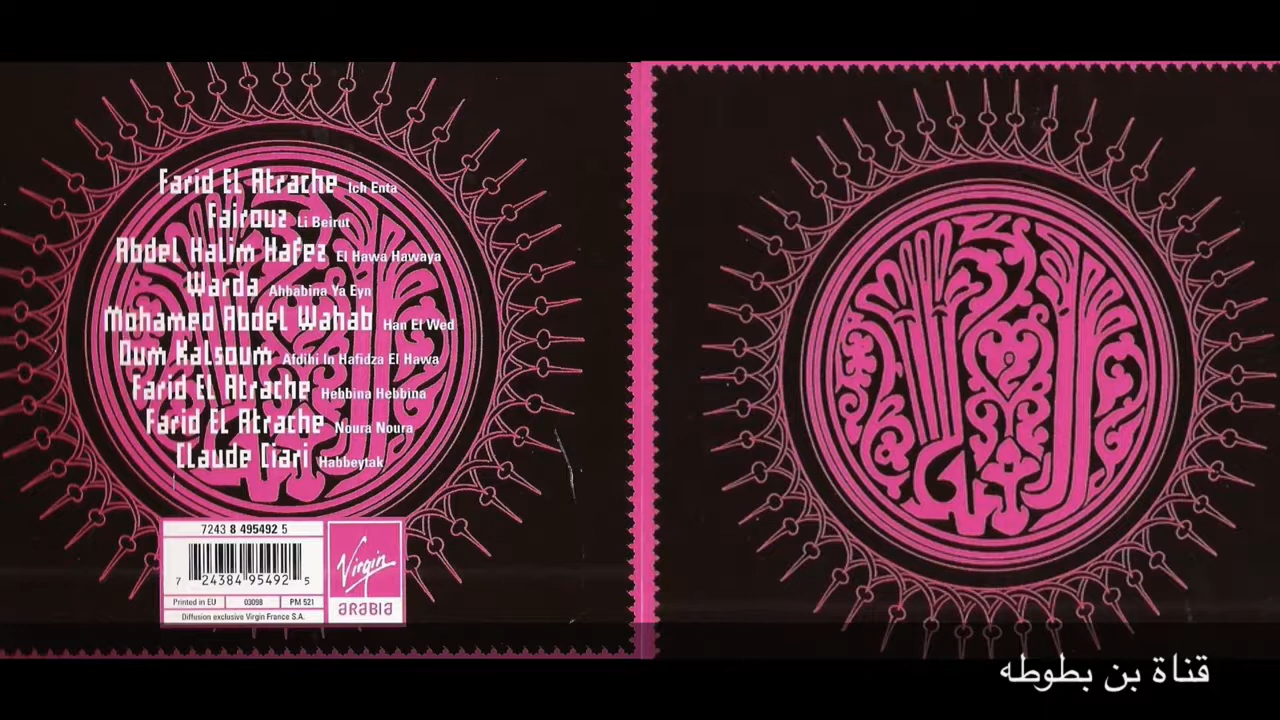 Farid El Atrache Ich Enta
Fairouz Li Beirut
Abdel Halim Hafez El Hawa Hawaya
Warda Ahbabina Ya Eyn
Mohamed Abdel Wahab Han El Wed
Oum Kalsoum Afdihi In Hafidza El Hawa
Farid El Atrache Hebbina Hebbina
Farid El Atrache Noura Noura
Claude Ciari Habbeytak
7243 8 495492 5
7 24384 95492 5
Printed in EU 03098 PM 521
Diffusion exclusive Virgin France S.A.
Virgin
arabia
قناة بن بطوطه